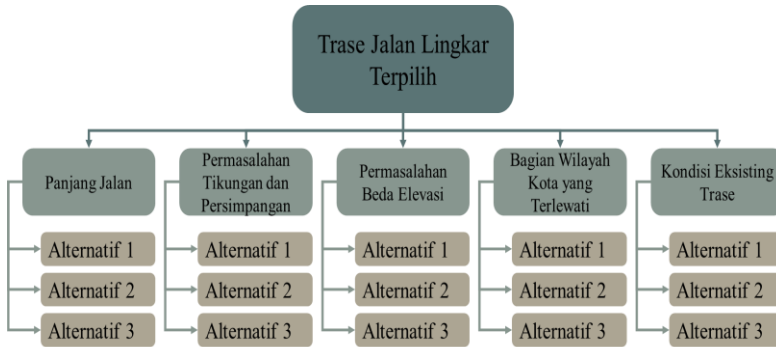 Trase Jalan Lingkar
Terpilih
Panjang Jalan
Permasalahan
Tikungan dan
Persimpangan
Permasalahan
Beda Elevasi
Bagian Wilayah
Kota yang
Terlewati
Kondisi Eksisting
Trase
Alternatif 1
Alternatif 2
Alternatif 3
Alternatif 1
Alternatif 2
Alternatif 3
Alternatif 1
Alternatif 2
Alternatif 3
Alternatif 1
Alternatif 2
Alternatif 3
Alternatif 1
Alternatif 2
Alternatif 3